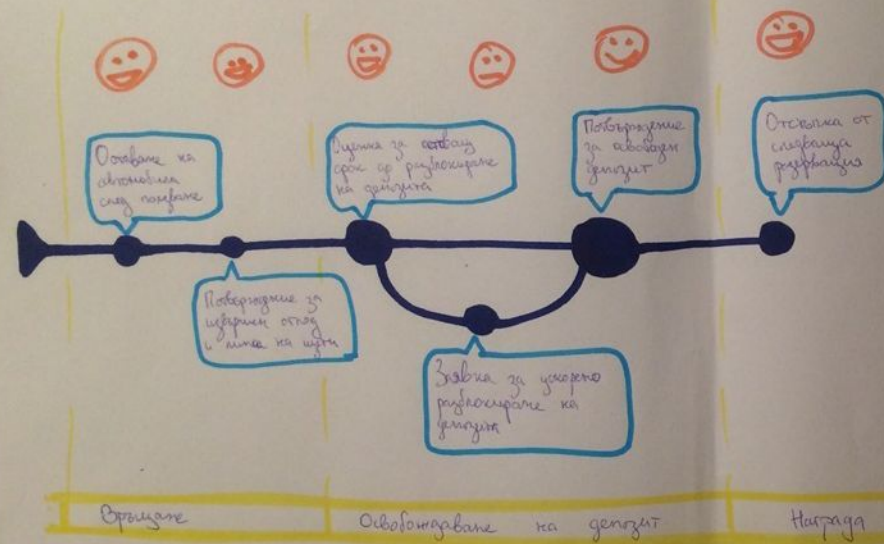 Оставяне на
автомобила
след ползване
Потвърждение за
извършен оглед
и липса на щети
Оценка за оставащ
срок до разблокиране
на депозита
Заявка за ускорено
разблокиране на
депозита
Потвърждение
за освободен
депозит
Отстъпка от
следваща
резервация
Връщане
Освобождаване на депозит
Награда